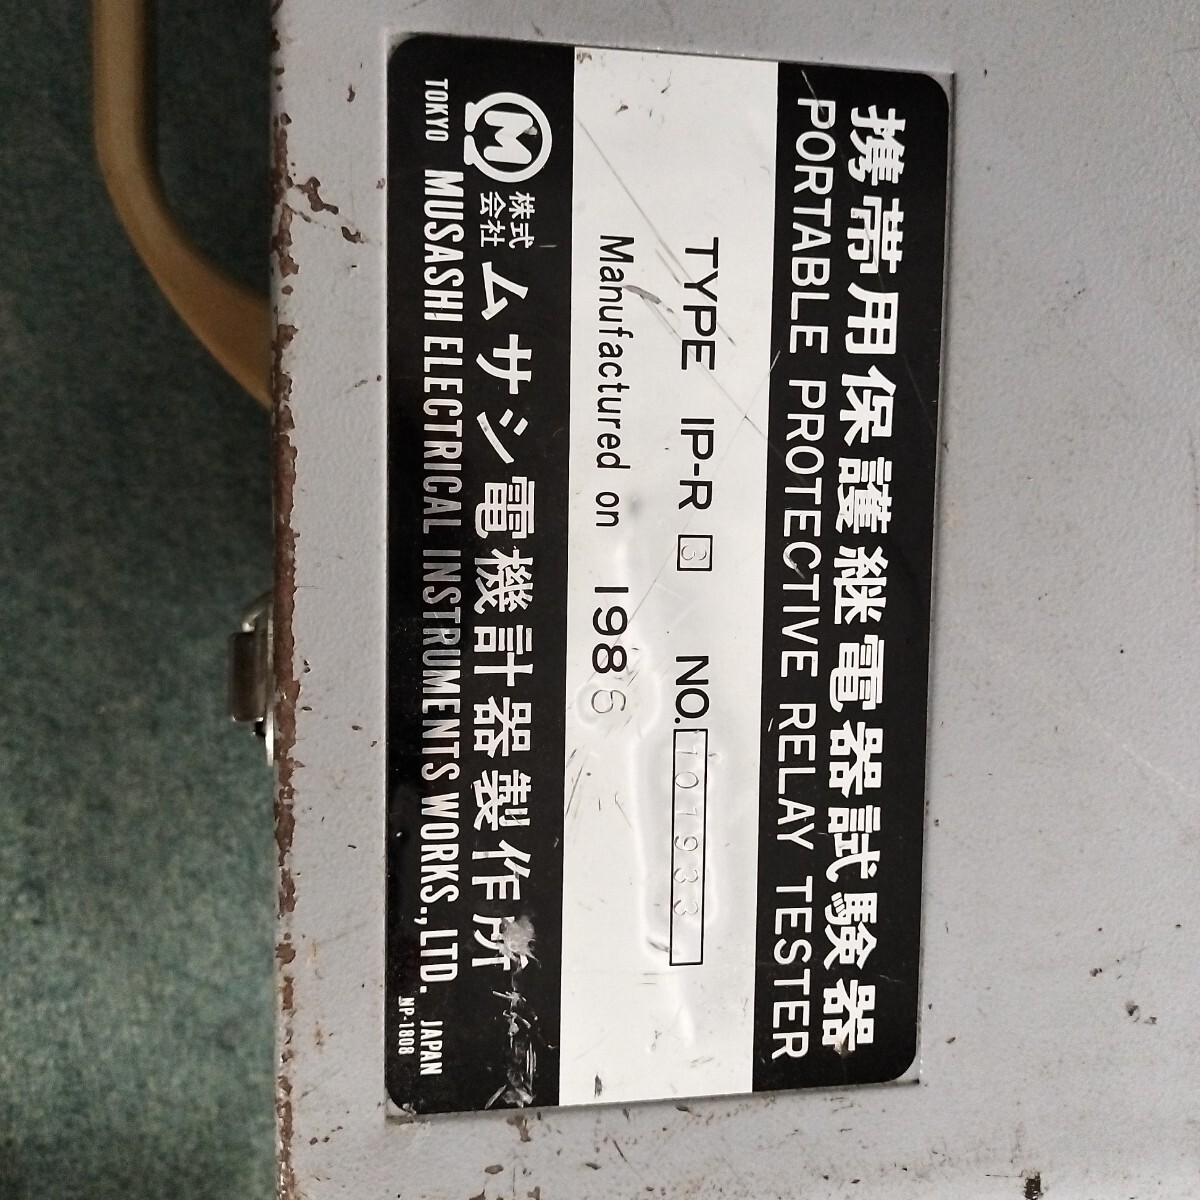 携帯用保護継電器試験器
PORTABLE PROTECTIVE RELAY TESTER
TYPE IP-R 3 NO. 101933
Manufactured on 1986
M 株式会社 ムサシ電機計器製作所
TOKYO MUSASHI ELECTRICAL INSTRUMENTS WORKS., LTD. JAPAN
NP-1808